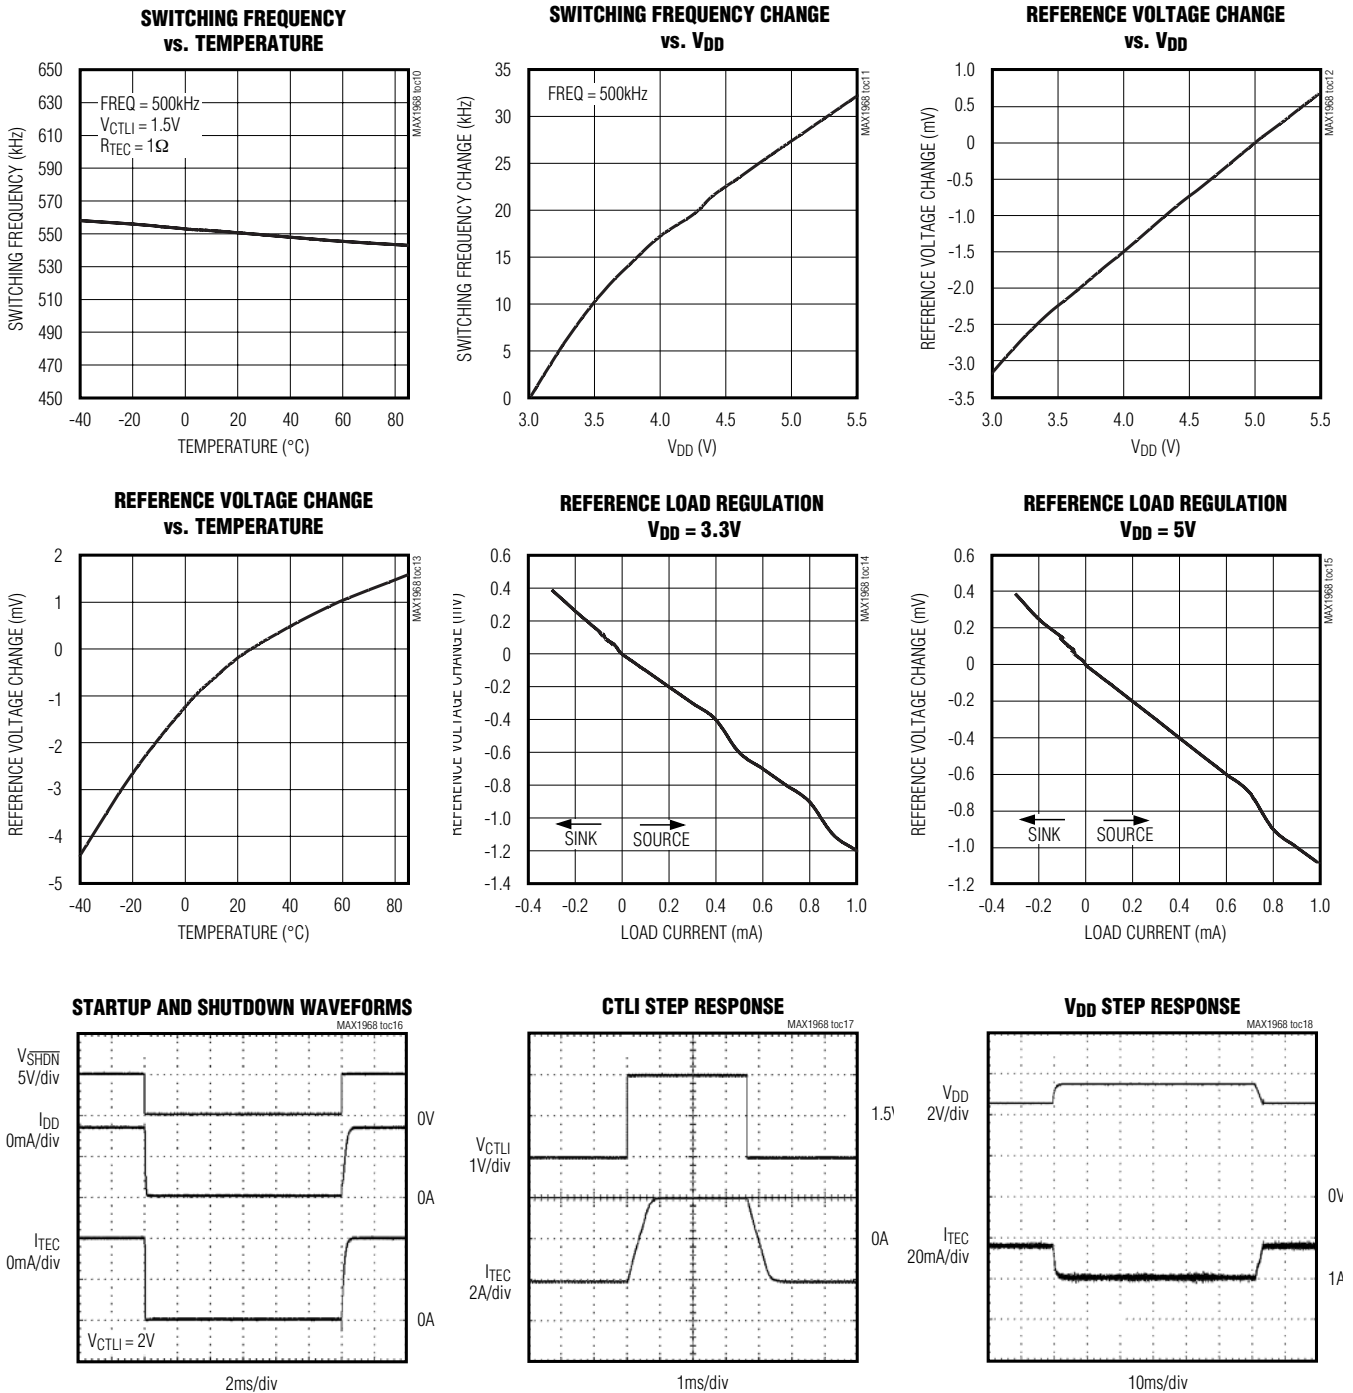 SWITCHING FREQUENCY
vs. TEMPERATURE
650
630
610
590
570
550
530
510
490
470
450
SWITCHING FREQUENCY (kHz)
FREQ = 500kHz
VCTLI = 1.5V
RTEC = 1Ω
MAX1968 toc10
-40 -20 0 20 40 60 80
TEMPERATURE (°C)
SWITCHING FREQUENCY CHANGE
vs. VDD
35
30
25
20
15
10
5
0
SWITCHING FREQUENCY CHANGE (kHz)
FREQ = 500kHz
MAX1968 toc11
3.0 3.5 4.0 4.5 5.0 5.5
VDD (V)
REFERENCE VOLTAGE CHANGE
vs. VDD
1.0
0.5
0
-0.5
-1.0
-1.5
-2.0
-2.5
-3.0
-3.5
REFERENCE VOLTAGE CHANGE (mV)
MAX1968 toc12
3.0 3.5 4.0 4.5 5.0 5.5
VDD (V)
REFERENCE VOLTAGE CHANGE
vs. TEMPERATURE
2
1
0
-1
-2
-3
-4
-5
REFERENCE VOLTAGE CHANGE (mV)
MAX1968 toc13
-40 -20 0 20 40 60 80
TEMPERATURE (°C)
REFERENCE LOAD REGULATION
VDD = 3.3V
0.6
0.4
0.2
0
-0.2
-0.4
-0.6
-0.8
-1.0
-1.2
-1.4
REFERENCE VOLTAGE CHANGE (mV)
MAX1968 toc14
SINK SOURCE
-0.4 -0.2 0 0.2 0.4 0.6 0.8 1.0
LOAD CURRENT (mA)
REFERENCE LOAD REGULATION
VDD = 5V
0.6
0.4
0.2
0
-0.2
-0.4
-0.6
-0.8
-1.0
-1.2
REFERENCE VOLTAGE CHANGE (mV)
MAX1968 toc15
SINK SOURCE
-0.4 -0.2 0 0.2 0.4 0.6 0.8 1.0
LOAD CURRENT (mA)
STARTUP AND SHUTDOWN WAVEFORMS
MAX1968 toc16
VSHDN
5V/div
0V
IDD
0mA/div
0A
ITEC
0mA/div
0A
VCTLI = 2V
2ms/div
CTLI STEP RESPONSE
MAX1968 toc17
1.5V
VCTLI
1V/div
0A
ITEC
2A/div
1ms/div
VDD STEP RESPONSE
MAX1968 toc18
VDD
2V/div
0V
ITEC
20mA/div
1A
10ms/div